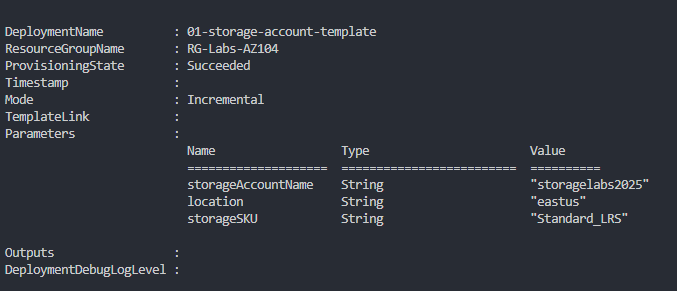 DeploymentName          : 01-storage-account-template
ResourceGroupName       : RG-Labs-AZ104
ProvisioningState       : Succeeded
Timestamp               :
Mode                    : Incremental
TemplateLink            :
Parameters              :
                          Name                  Type                       Value
                          ====================  =========================  ==========
                          storageAccountName    String                     "storagelabs2025"
                          location              String                     "eastus"
                          storageSKU            String                     "Standard_LRS"
Outputs                 :
DeploymentDebugLogLevel :